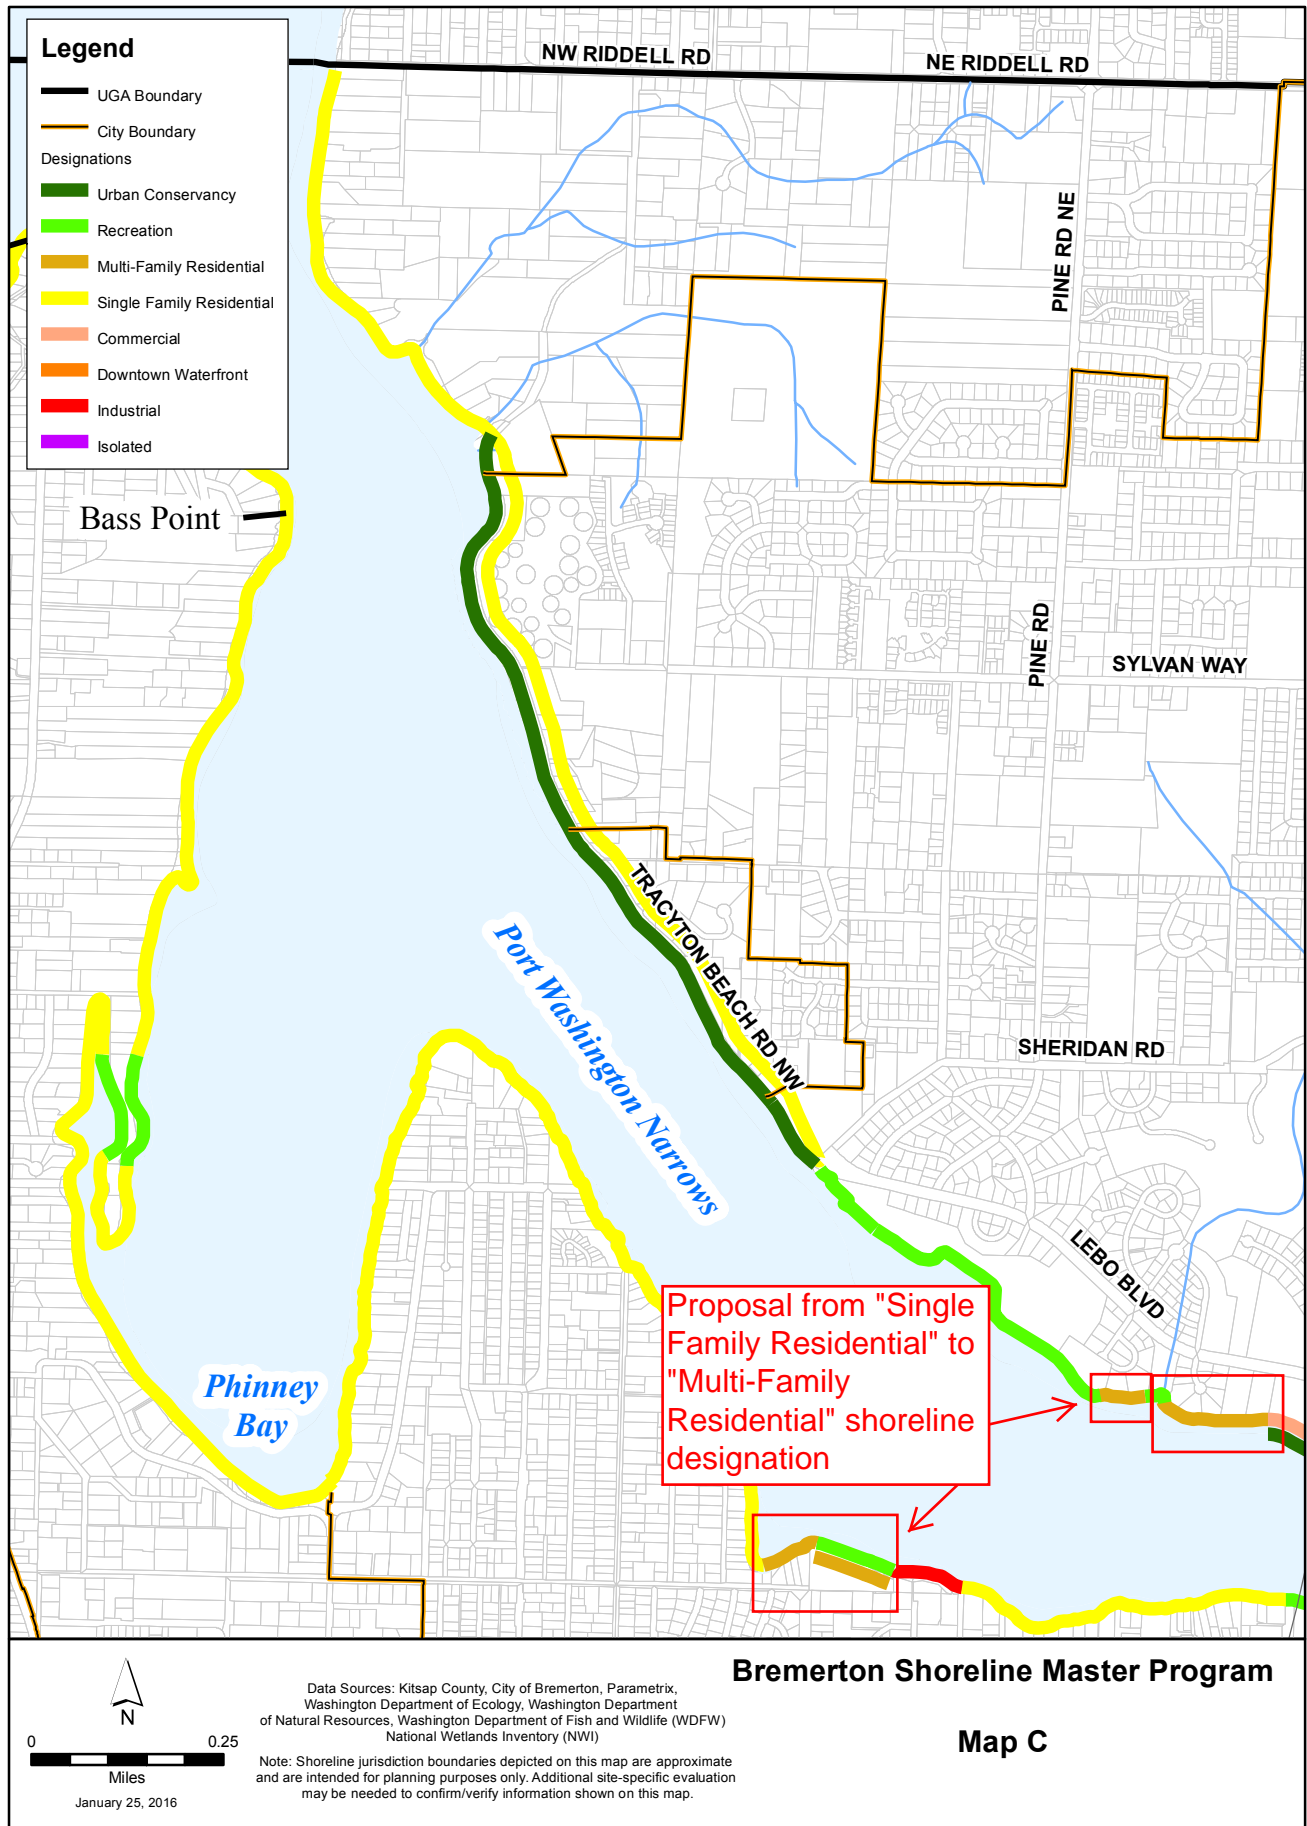 Legend
UGA Boundary
City Boundary
Designations
Urban Conservancy
Recreation
Multi-Family Residential
Single Family Residential
Commercial
Downtown Waterfront
Industrial
Isolated
NW RIDDELL RD
NE RIDDELL RD
PINE RD NE
Bass Point
PINE RD
SYLVAN WAY
TRACYTON BEACH RD NW
Port Washington Narrows
SHERIDAN RD
LEBO BLVD
Proposal from "Single
Family Residential" to
"Multi-Family
Residential" shoreline
designation
Phinney
Bay
N
0 0.25
Miles
January 25, 2016
Data Sources: Kitsap County, City of Bremerton, Parametrix,
Washington Department of Ecology, Washington Department
of Natural Resources, Washington Department of Fish and Wildlife (WDFW)
National Wetlands Inventory (NWI)
Note: Shoreline jurisdiction boundaries depicted on this map are approximate
and are intended for planning purposes only. Additional site-specific evaluation
may be needed to confirm/verify information shown on this map.
Bremerton Shoreline Master Program
Map C